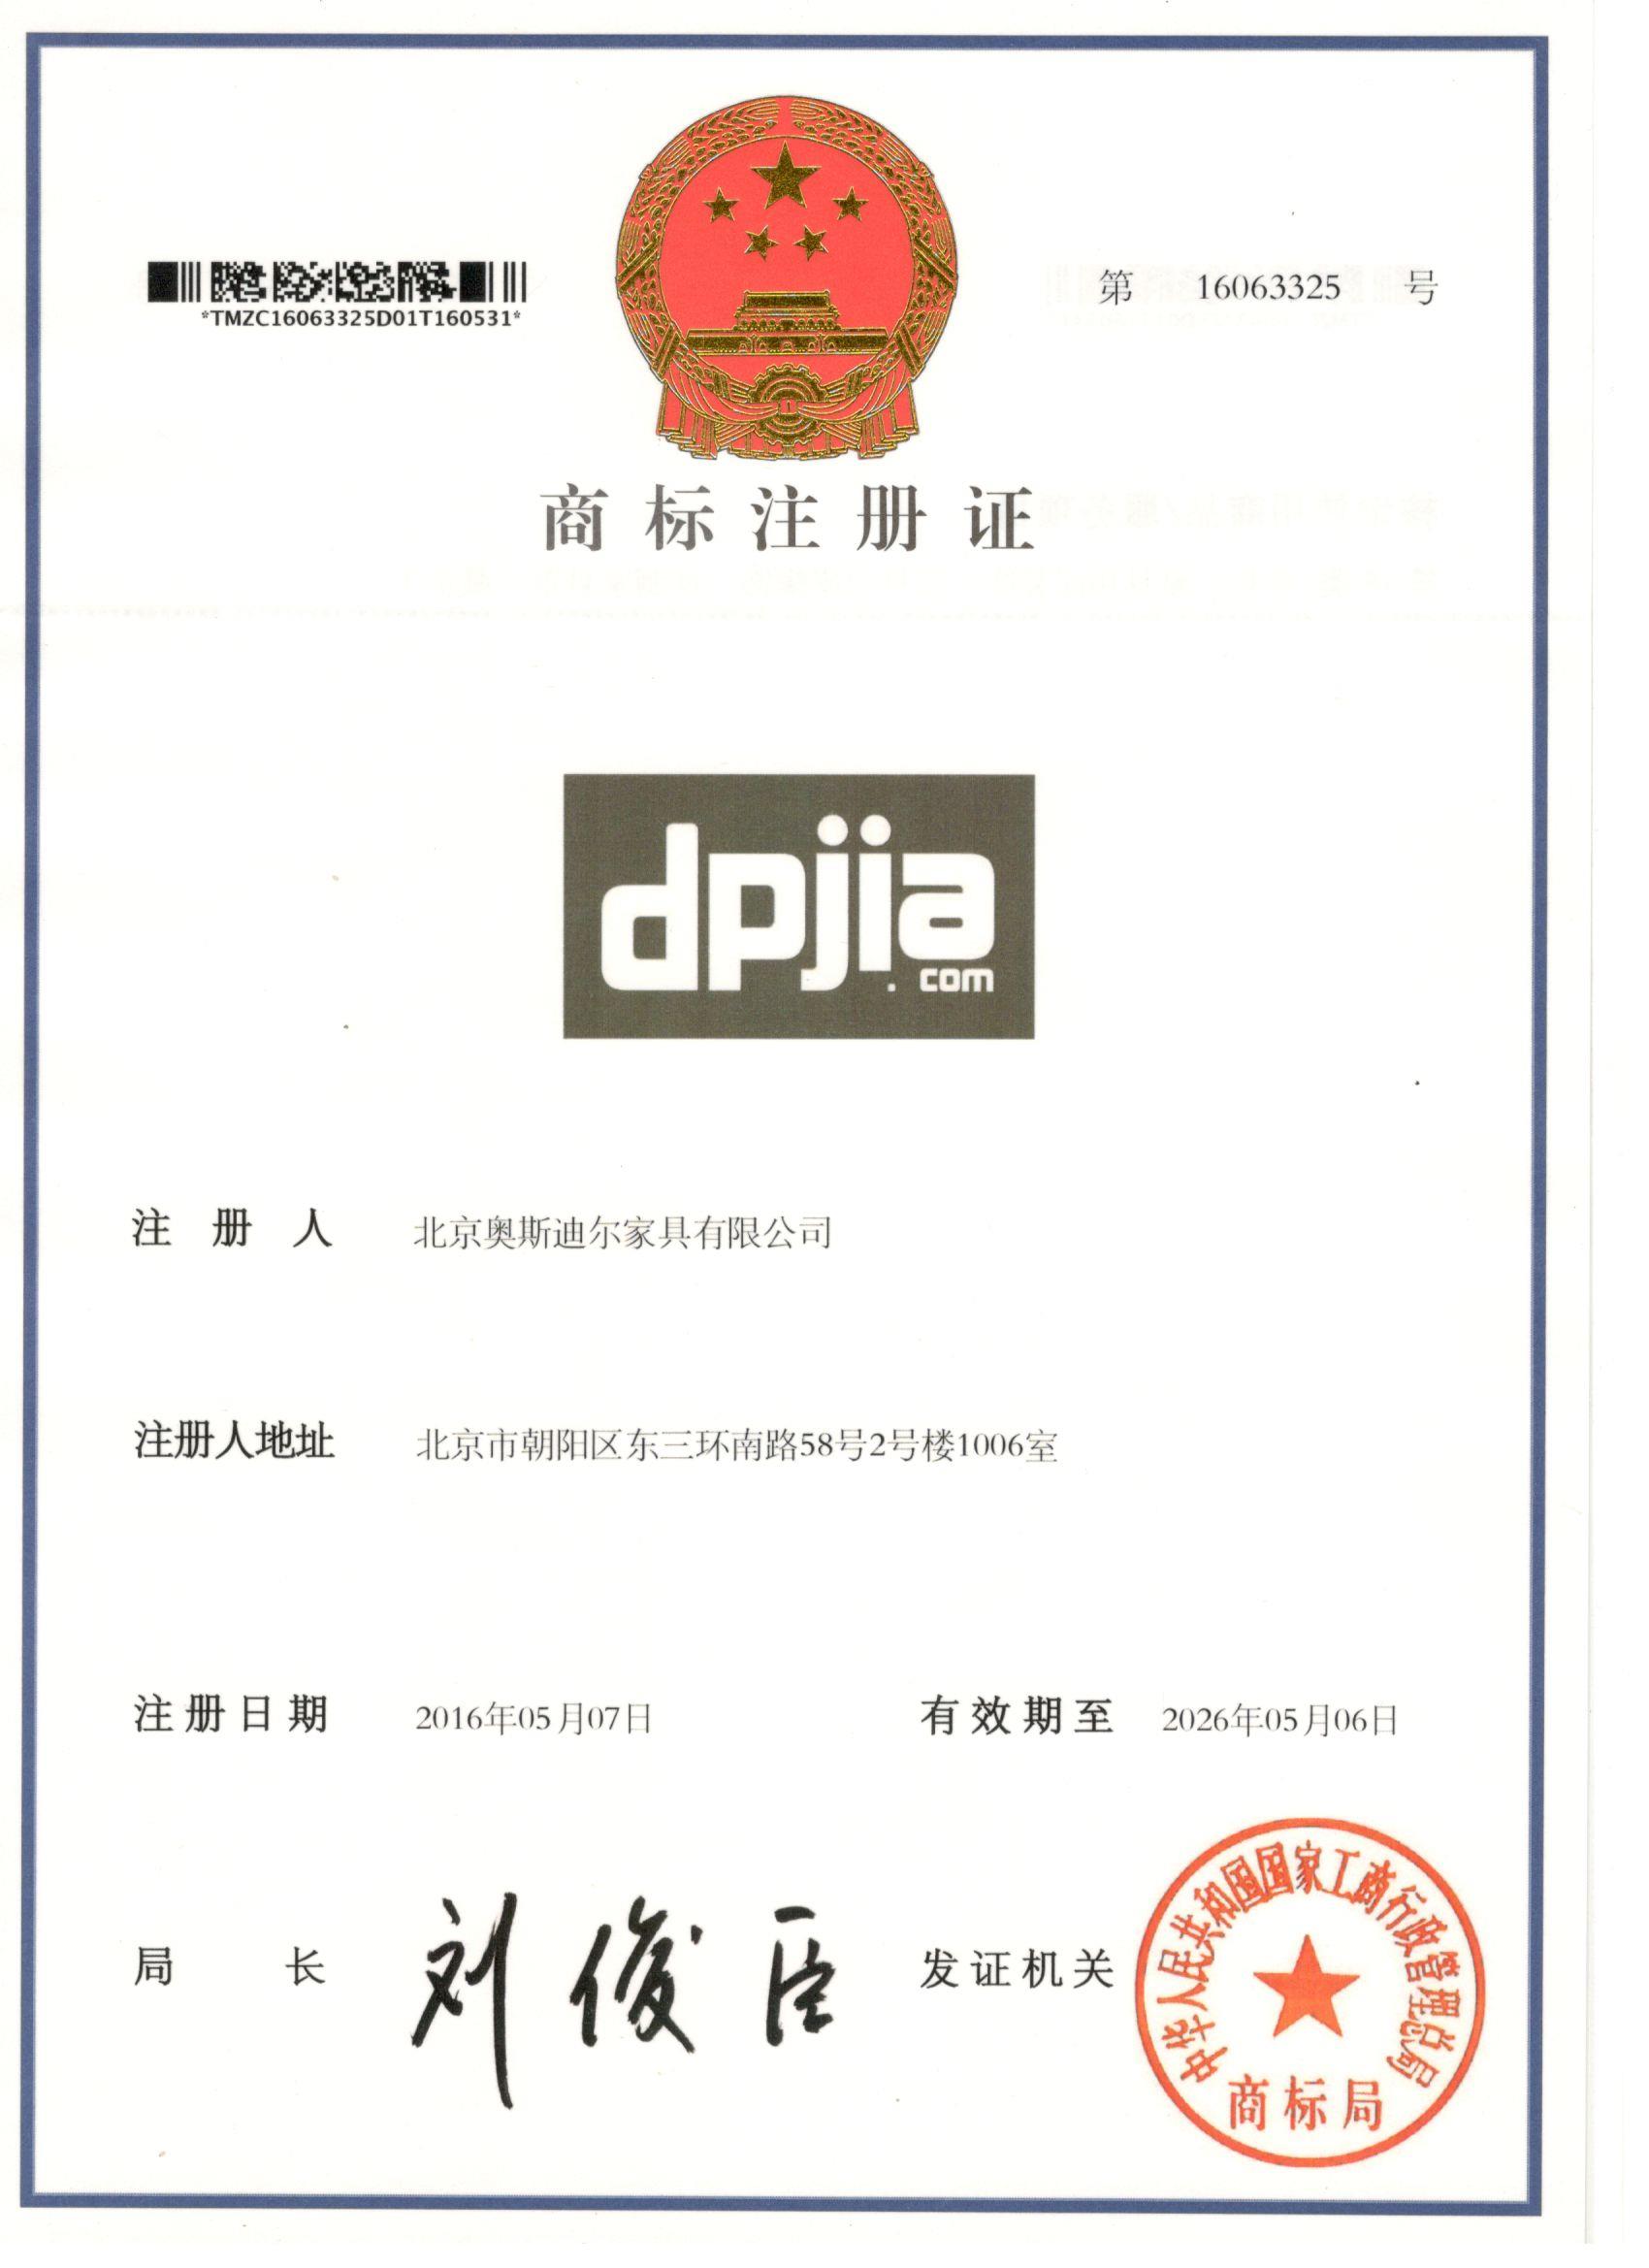 *TMZC16063325D01T160531*
第 16063325 号
商标注册证
dpjia
.com
注册人 北京奥斯迪尔家具有限公司
注册人地址 北京市朝阳区东三环南路58号2号楼1006室
注册日期 2016年05月07日 有效期至 2026年05月06日
局长 刘俊臣 发证机关
中华人民共和国国家工商行政管理总局
商标局